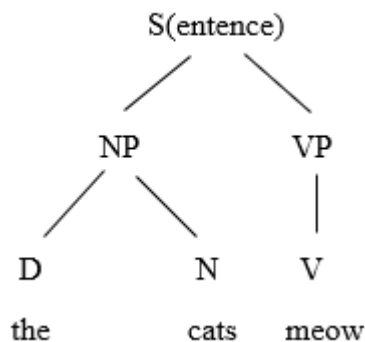 S(entence)
NP VP
D N V
the cats meow